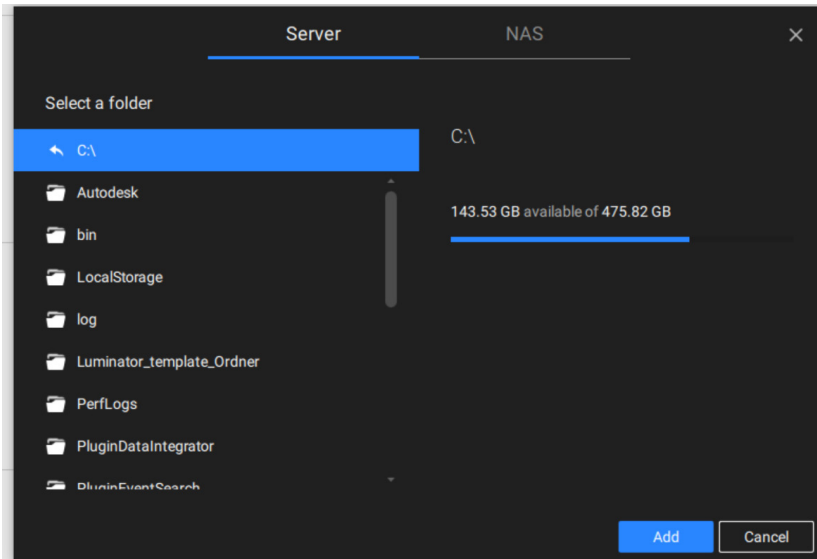 Server
NAS
Select a folder
C:\
Autodesk
bin
LocalStorage
log
Luminator_template_Ordner
PerfLogs
PluginDataIntegrator
PluginEventSearch
C:\
143.53 GB available of 475.82 GB
Add
Cancel